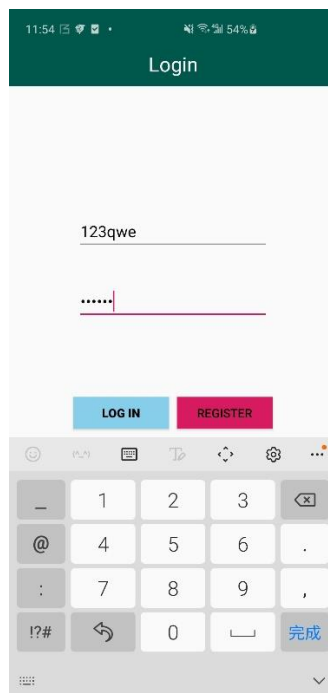 11:54 54%
Login
123qwe
••••••
LOG IN REGISTER
(^_^)
_ 1 2 3
@ 4 5 6 .
: 7 8 9 ,
!?# 0 完成